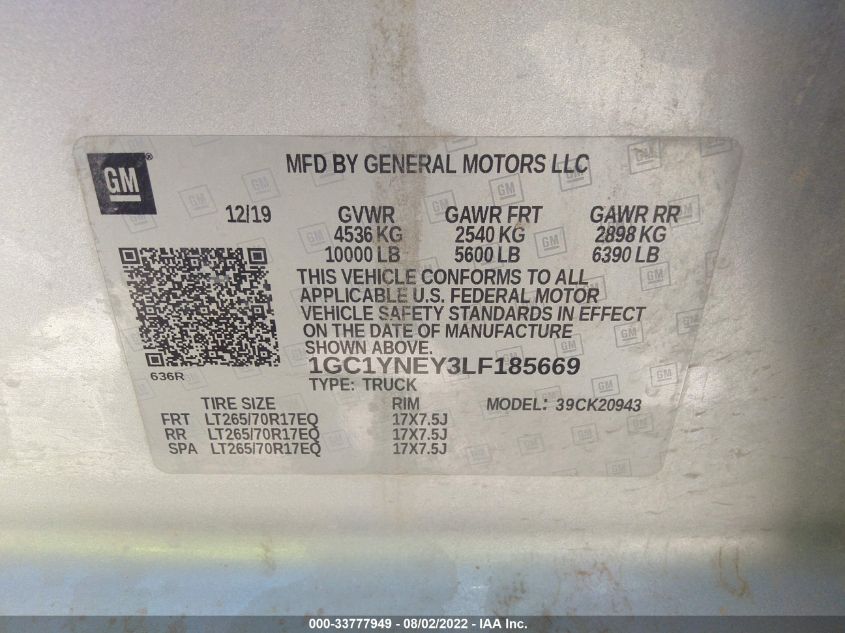 GM
MFD BY GENERAL MOTORS LLC
12/19 GVWR GAWR FRT GAWR RR
4536 KG 2540 KG 2898 KG
10000 LB 5600 LB 6390 LB
THIS VEHICLE CONFORMS TO ALL
APPLICABLE U.S. FEDERAL MOTOR
VEHICLE SAFETY STANDARDS IN EFFECT
ON THE DATE OF MANUFACTURE
SHOWN ABOVE.
1GC1YNEY3LF185669
636R
TYPE: TRUCK
TIRE SIZE RIM MODEL: 39CK20943
FRT LT265/70R17EQ 17X7.5J
RR LT265/70R17EQ 17X7.5J
SPA LT265/70R17EQ 17X7.5J
000-33777949 - 08/02/2022 - IAA Inc.